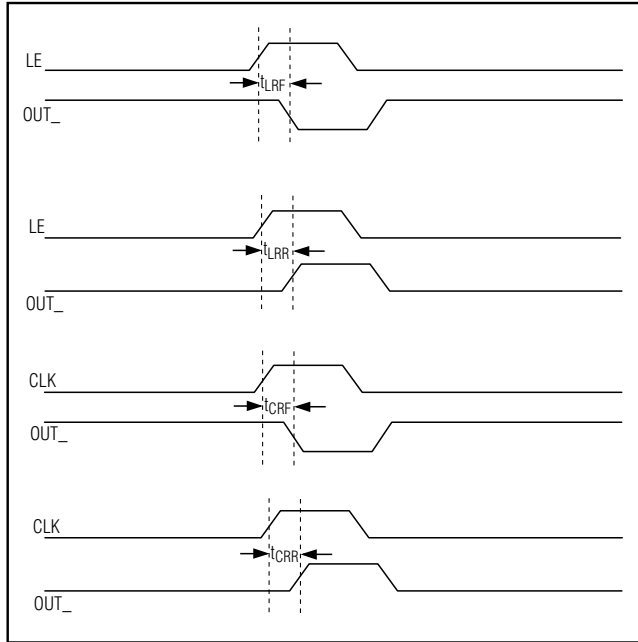 LE
tLRF
OUT_
LE
tLRR
OUT_
CLK
tCRF
OUT_
CLK
tCRR
OUT_